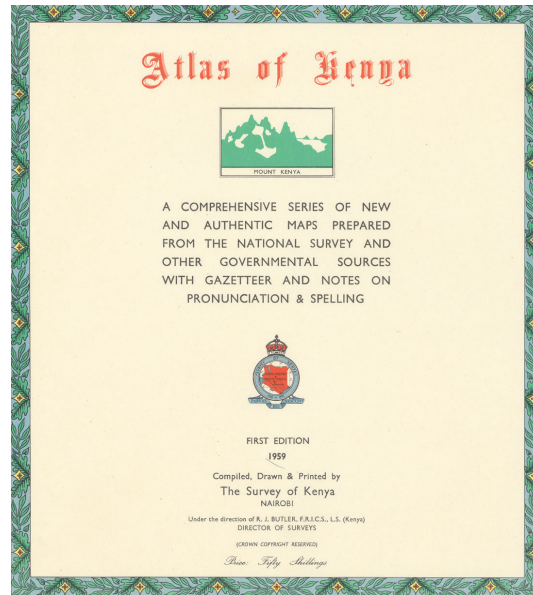 Atlas of Kenya
MOUNT KENYA
A COMPREHENSIVE SERIES OF NEW
AND AUTHENTIC MAPS PREPARED
FROM THE NATIONAL SURVEY AND
OTHER GOVERNMENTAL SOURCES
WITH GAZETTEER AND NOTES ON
PRONUNCIATION & SPELLING
FIRST EDITION
1959
Compiled, Drawn & Printed by
The Survey of Kenya
NAIROBI
Under the direction of R. J. BUTLER, F.R.I.C.S., L.S. (Kenya)
DIRECTOR OF SURVEYS
(CROWN COPYRIGHT RESERVED)
Price: Fifty Shillings